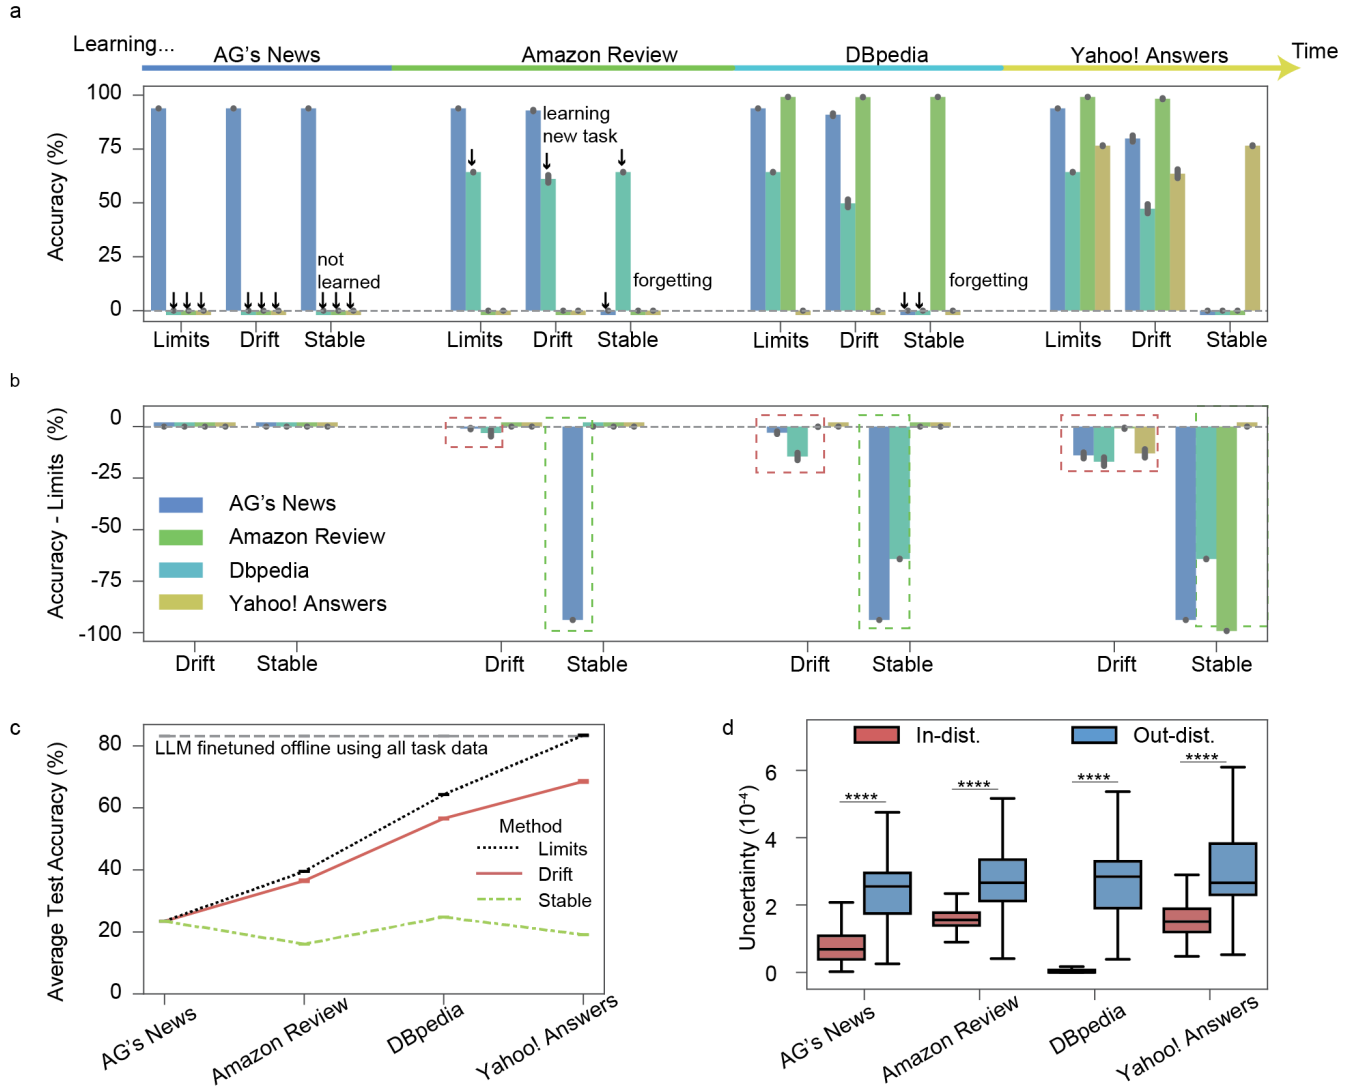 a
Learning...
AG's News
Amazon Review
DBpedia
Yahoo! Answers
Time
Accuracy (%)
100
75
50
25
0
not
learned
learning
new task
forgetting
forgetting
Limits
Drift
Stable
Limits
Drift
Stable
Limits
Drift
Stable
Limits
Drift
Stable
b
Accuracy - Limits (%)
0
-25
-50
-75
-100
AG's News
Amazon Review
Dbpedia
Yahoo! Answers
Drift
Stable
Drift
Stable
Drift
Stable
Drift
Stable
c
Average Test Accuracy (%)
80
60
40
20
0
LLM finetuned offline using all task data
Method
Limits
Drift
Stable
AG's News
Amazon Review
DBpedia
Yahoo! Answers
d
In-dist.
Out-dist.
Uncertainty (10⁻⁴)
6
4
2
0
****
****
****
****
AG's News
Amazon Review
DBpedia
Yahoo! Answers